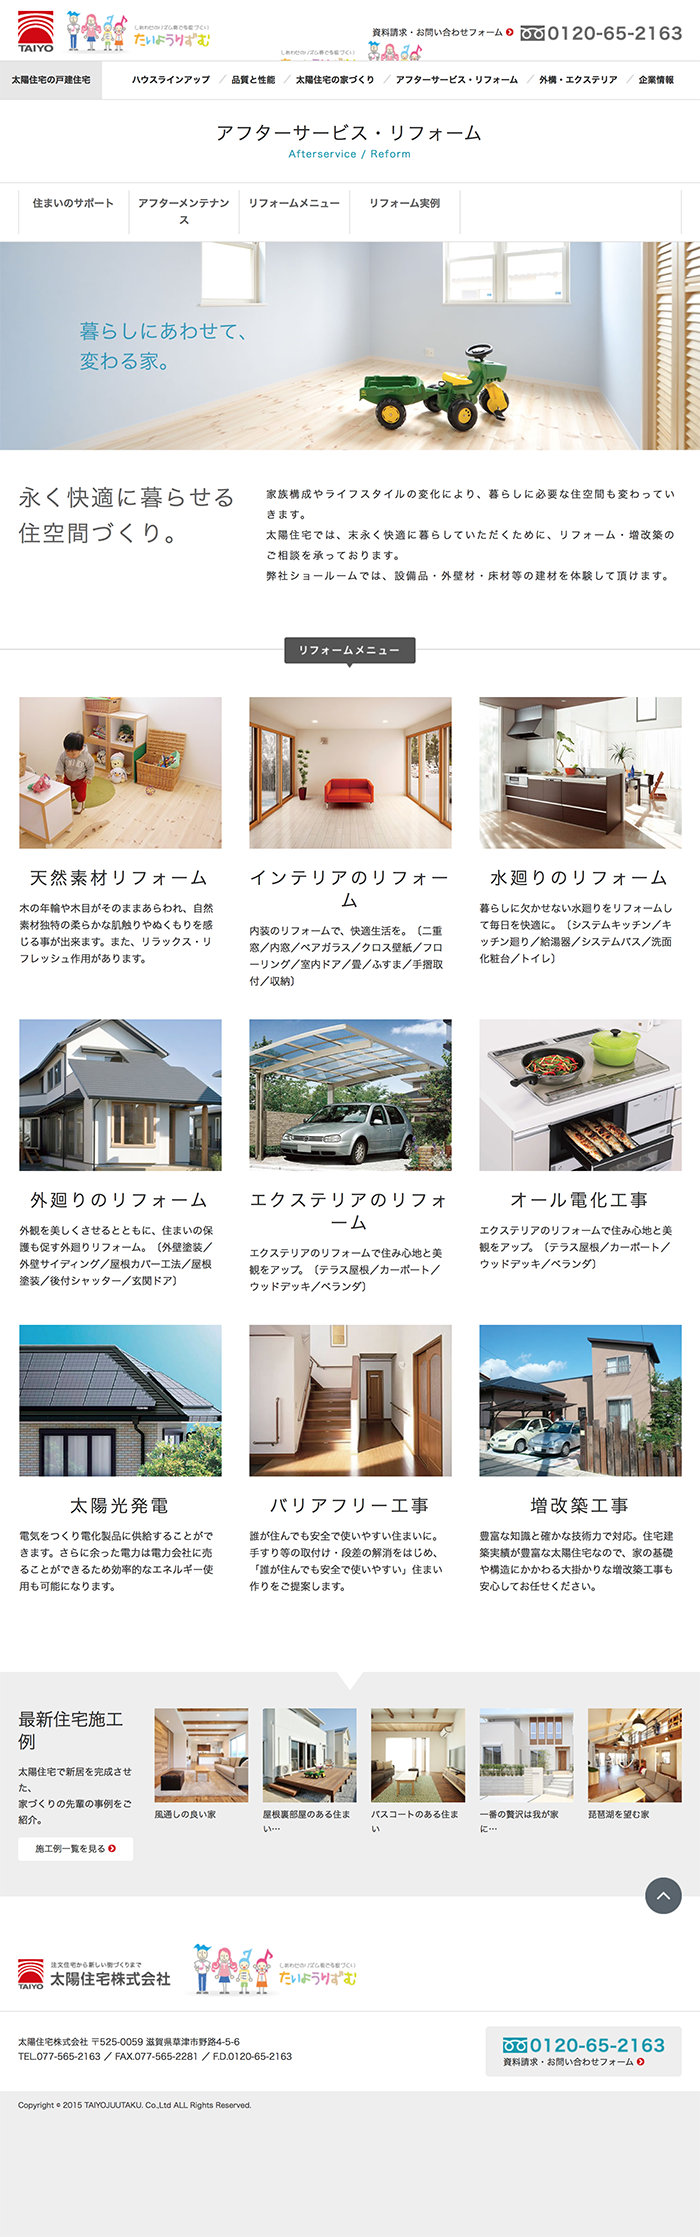 TAIYO
しあわせのリズム奏でる家づくり
たいようりずむ
資料請求・お問い合わせフォーム
0120-65-2163
太陽住宅の戸建住宅
ハウスラインアップ ／ 品質と性能 ／ 太陽住宅の家づくり ／ アフターサービス・リフォーム ／ 外構・エクステリア ／ 企業情報
アフターサービス・リフォーム
Afterservice / Reform
住まいのサポート
アフターメンテナン
ス
リフォームメニュー
リフォーム実例
暮らしにあわせて、
変わる家。
永く快適に暮らせる
住空間づくり。
家族構成やライフスタイルの変化により、暮らしに必要な住空間も変わってい
きます。
太陽住宅では、末永く快適に暮らしていただくために、リフォーム・増改築の
ご相談を承っております。
弊社ショールームでは、設備品・外壁材・床材等の建材を体験して頂けます。
リフォームメニュー
天然素材リフォーム
木の年輪や木目がそのままあらわれ、自然
素材独特の柔らかな肌触りやぬくもりを感
じる事が出来ます。また、リラックス・リ
フレッシュ作用があります。
インテリアのリフォー
ム
内装のリフォームで、快適生活を。〔二重
窓／内窓／ペアガラス／クロス壁紙／フロ
ーリング／室内ドア／畳／ふすま／手摺取
付／収納〕
水廻りのリフォーム
暮らしに欠かせない水廻りをリフォームし
て毎日を快適に。〔システムキッチン／キ
ッチン廻り／給湯器／システムバス／洗面
化粧台／トイレ〕
外廻りのリフォーム
外観を美しくさせるとともに、住まいの保
護も促す外廻りリフォーム。〔外壁塗装／
外壁サイディング／屋根カバー工法／屋根
塗装／後付シャッター／玄関ドア〕
エクステリアのリフォ
ーム
エクステリアのリフォームで住み心地と美
観をアップ。〔テラス屋根／カーポート／
ウッドデッキ／ベランダ〕
オール電化工事
エクステリアのリフォームで住み心地と美
観をアップ。〔テラス屋根／カーポート／
ウッドデッキ／ベランダ〕
太陽光発電
電気をつくり電化製品に供給することがで
きます。さらに余った電力は電力会社に売
ることができるため効率的なエネルギー使
用も可能になります。
バリアフリー工事
誰が住んでも安全で使いやすい住まいに。
手すり等の取付け・段差の解消をはじめ、
「誰が住んでも安全で使いやすい」住まい
作りをご提案します。
増改築工事
豊富な知識と確かな技術力で対応。住宅建
築実績が豊富な太陽住宅なので、家の基礎
や構造にかかわる大掛かりな増改築工事も
安心してお任せください。
最新住宅施工
例
太陽住宅で新居を完成させ
た、
家づくりの先輩の事例をご
紹介。
施工例一覧を見る
風通しの良い家
屋根裏部屋のある住ま
い…
バスコートのある住ま
い
一番の贅沢は我が家
に…
琵琶湖を望む家
TAIYO
注文住宅から新しい街づくりまで
太陽住宅株式会社
しあわせのリズム奏でる家づくり
たいようりずむ
太陽住宅株式会社 〒525-0059 滋賀県草津市野路4-5-6
TEL.077-565-2163 ／ FAX.077-565-2281 ／ F.D.0120-65-2163
0120-65-2163
資料請求・お問い合わせフォーム
Copyright © 2015 TAIYOJUUTAKU. Co.,Ltd ALL Rights Reserved.